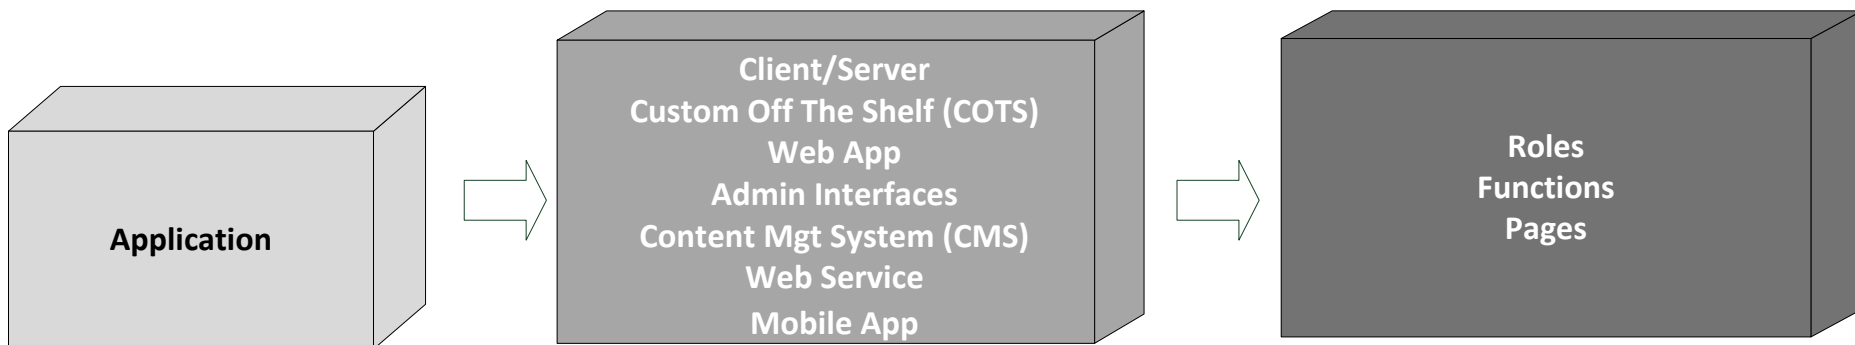 Application
Client/Server
Custom Off The Shelf (COTS)
Web App
Admin Interfaces
Content Mgt System (CMS)
Web Service
Mobile App
Roles
Functions
Pages